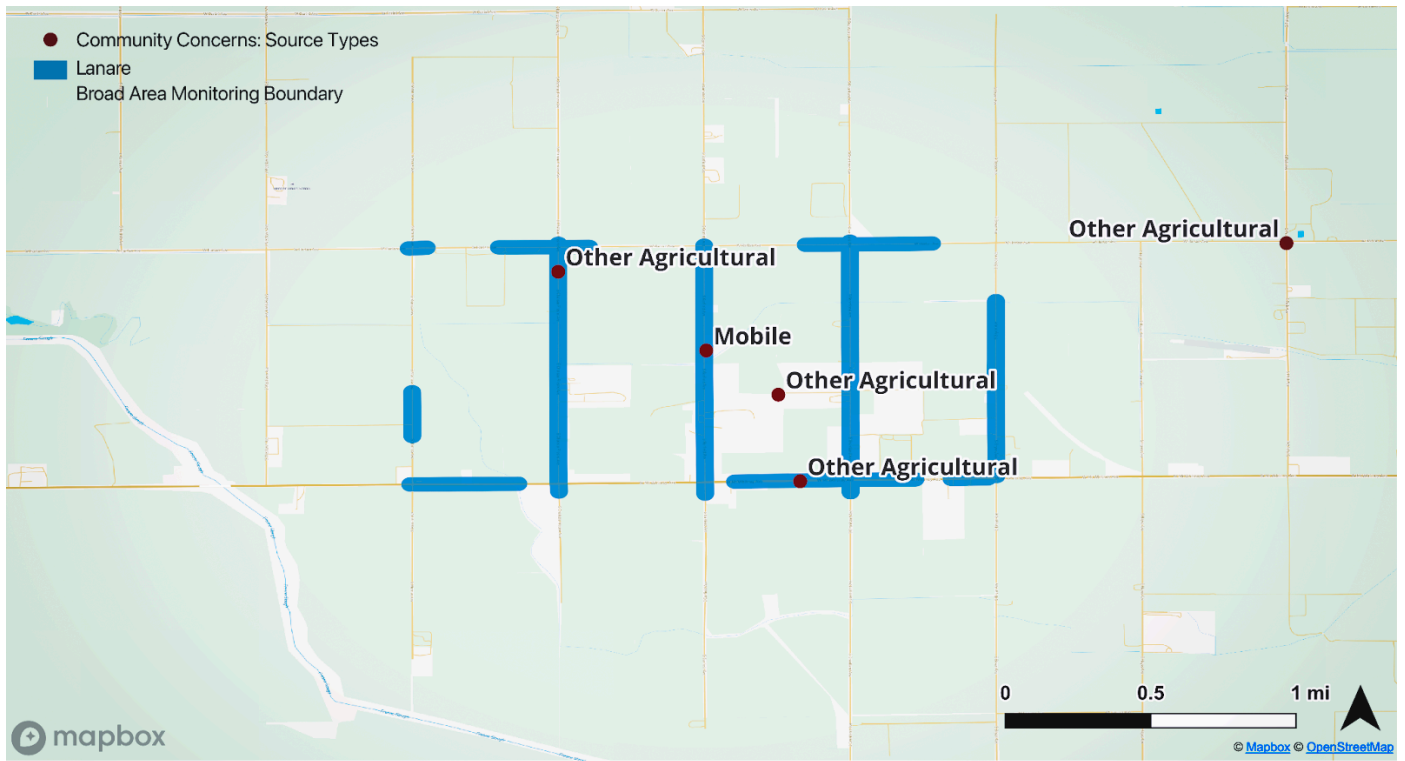 Community Concerns: Source Types
Lanare
Broad Area Monitoring Boundary
Other Agricultural
Other Agricultural
Mobile
Other Agricultural
Other Agricultural
0 0.5 1 mi
mapbox
© Mapbox © OpenStreetMap